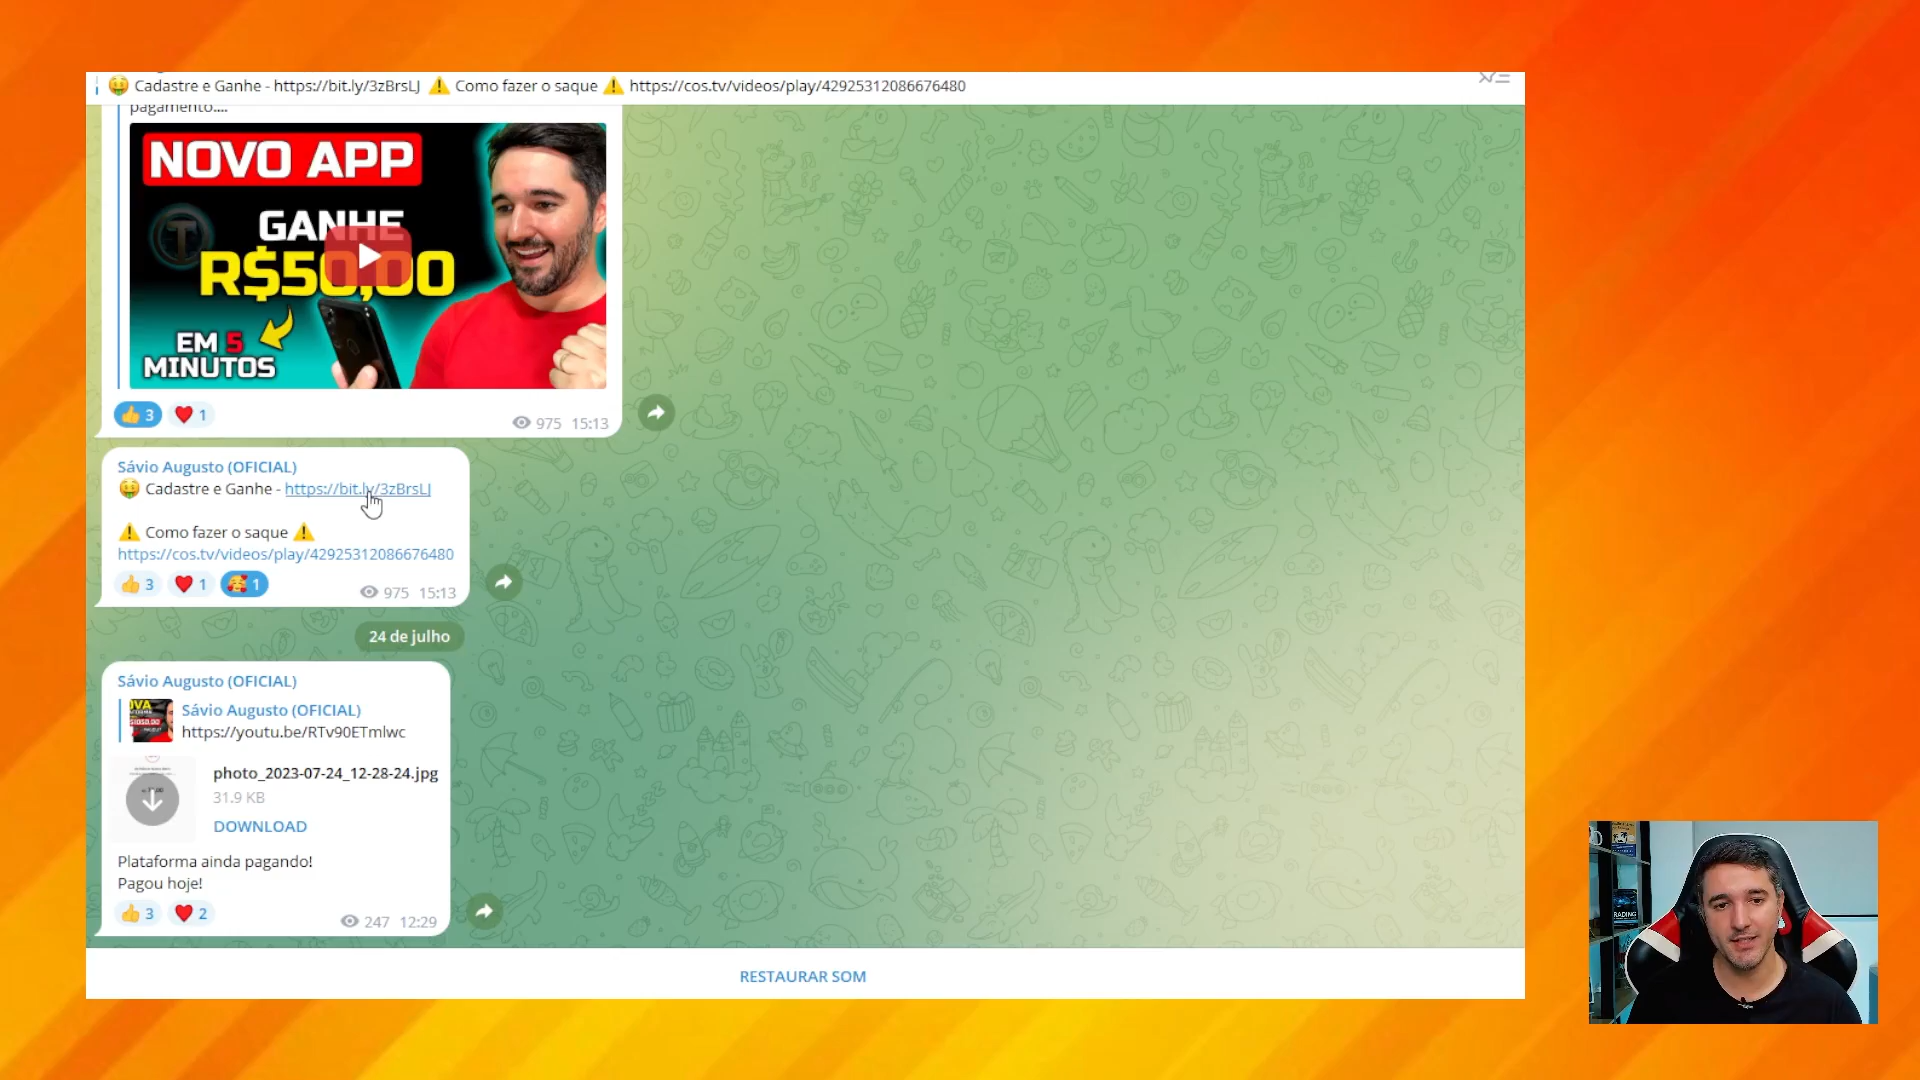 🤑 Cadastre e Ganhe - https://bit.ly/3zBrsLJ ⚠️ Como fazer o saque ⚠️ https://cos.tv/videos/play/42925312086676480
pagamento....
NOVO APP
GANHE
R$50,00
EM 5
MINUTOS
👍 3 ❤️ 1
975 15:13
Sávio Augusto (OFICIAL)
🤑 Cadastre e Ganhe - https://bit.ly/3zBrsLJ
⚠️ Como fazer o saque ⚠️
https://cos.tv/videos/play/42925312086676480
👍 3 ❤️ 1 🥰 1
975 15:13
24 de julho
Sávio Augusto (OFICIAL)
Sávio Augusto (OFICIAL)
https://youtu.be/RTv90ETmlwc
photo_2023-07-24_12-28-24.jpg
31.9 KB
DOWNLOAD
Plataforma ainda pagando!
Pagou hoje!
👍 3 ❤️ 2
247 12:29
RESTAURAR SOM